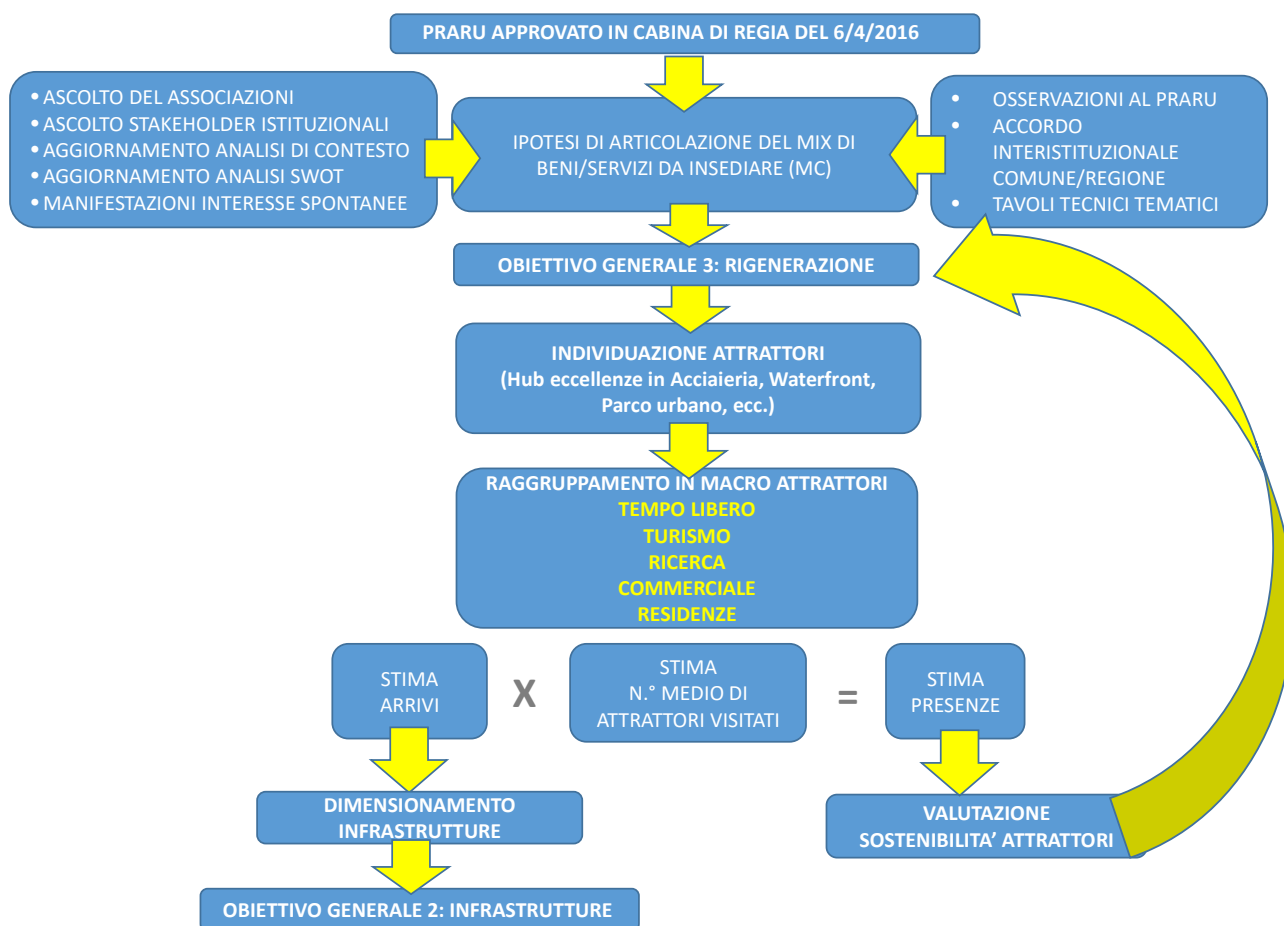 PRARU APPROVATO IN CABINA DI REGIA DEL 6/4/2016
• ASCOLTO DEL ASSOCIAZIONI
• ASCOLTO STAKEHOLDER ISTITUZIONALI
• AGGIORNAMENTO ANALISI DI CONTESTO
• AGGIORNAMENTO ANALISI SWOT
• MANIFESTAZIONI INTERESSE SPONTANEE
IPOTESI DI ARTICOLAZIONE DEL MIX DI
BENI/SERVIZI DA INSEDIARE (MC)
• OSSERVAZIONI AL PRARU
• ACCORDO
INTERISTITUZIONALE
COMUNE/REGIONE
• TAVOLI TECNICI TEMATICI
OBIETTIVO GENERALE 3: RIGENERAZIONE
INDIVIDUAZIONE ATTRATTORI
(Hub eccellenze in Acciaieria, Waterfront,
Parco urbano, ecc.)
RAGGRUPPAMENTO IN MACRO ATTRATTORI
TEMPO LIBERO
TURISMO
RICERCA
COMMERCIALE
RESIDENZE
STIMA
ARRIVI
X
STIMA
N.° MEDIO DI
ATTRATTORI VISITATI
=
STIMA
PRESENZE
DIMENSIONAMENTO
INFRASTRUTTURE
VALUTAZIONE
SOSTENIBILITA’ ATTRATTORI
OBIETTIVO GENERALE 2: INFRASTRUTTURE